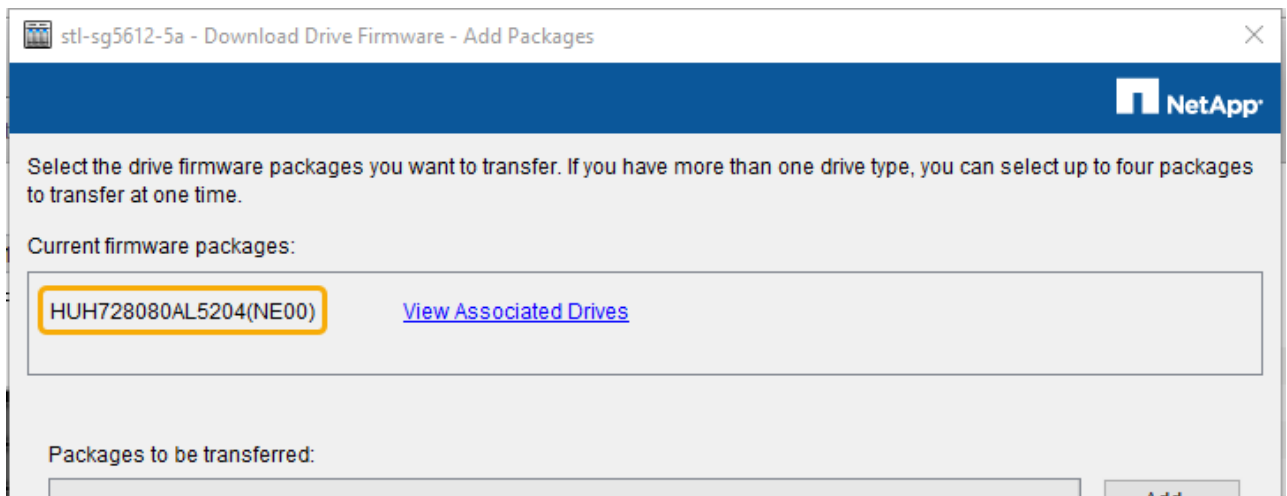 stl-sg5612-5a - Download Drive Firmware - Add Packages
NetApp
Select the drive firmware packages you want to transfer. If you have more than one drive type, you can select up to four packages
to transfer at one time.
Current firmware packages:
HUH728080AL5204(NE00) View Associated Drives
Packages to be transferred: